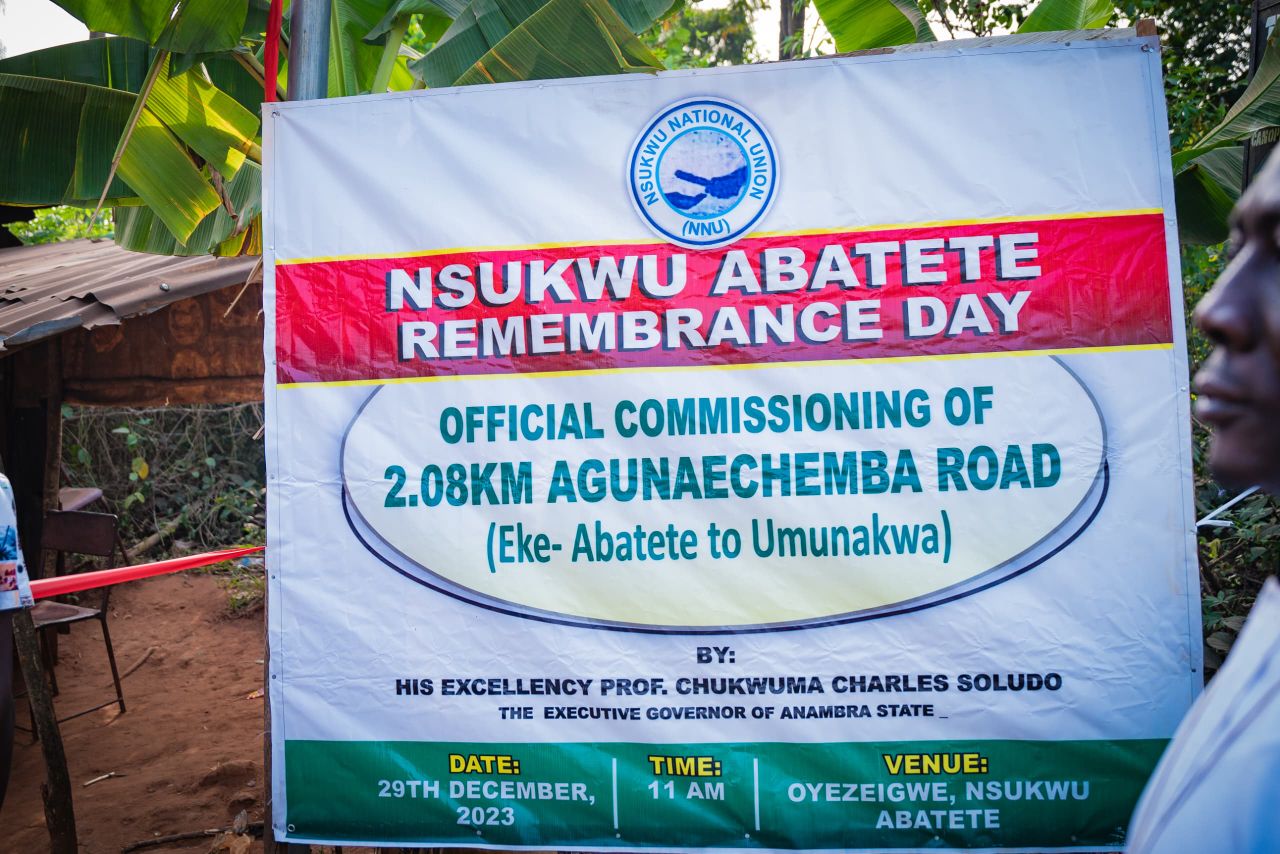 NSUKWU NATIONAL UNION
(NNU)
NSUKWU ABATETE
REMEMBRANCE DAY
OFFICIAL COMMISSIONING OF
2.08KM AGUNAECHEMBA ROAD
(Eke- Abatete to Umunakwa)
BY:
HIS EXCELLENCY PROF. CHUKWUMA CHARLES SOLUDO
THE EXECUTIVE GOVERNOR OF ANAMBRA STATE _
DATE:
29TH DECEMBER,
2023
TIME:
11 AM
VENUE:
OYEZEIGWE, NSUKWU
ABATETE